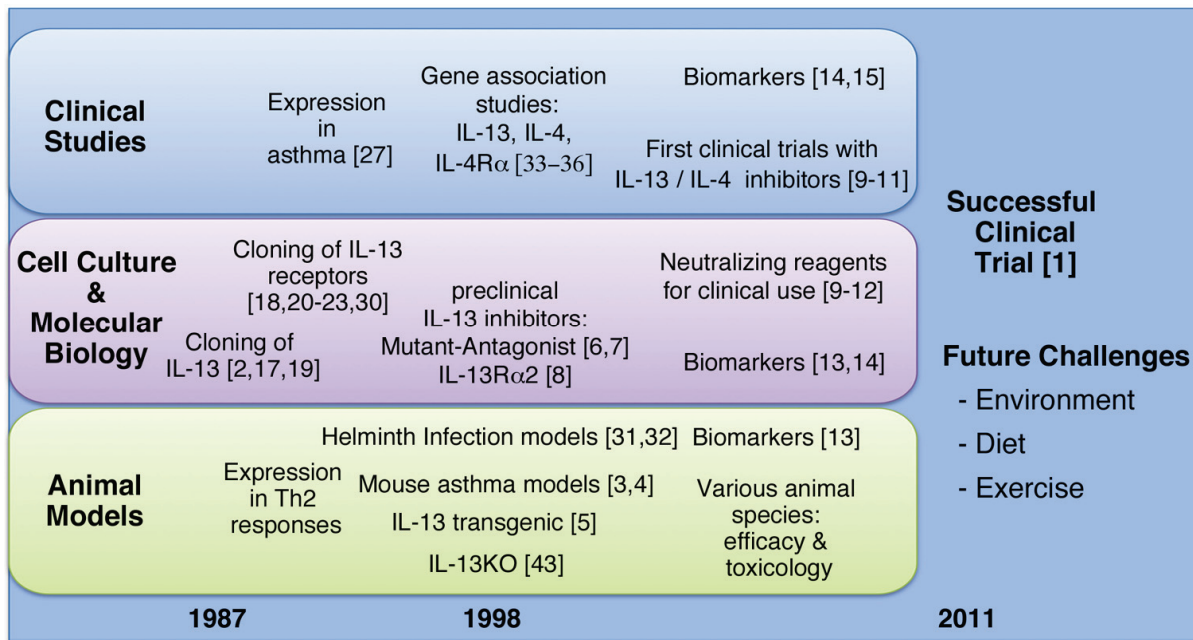 Clinical
Studies
Expression
in
asthma [27]
Gene association
studies:
IL-13, IL-4,
IL-4Rα [33–36]
Biomarkers [14,15]
First clinical trials with
IL-13 / IL-4 inhibitors [9-11]
Cell Culture
&
Molecular
Biology
Cloning of IL-13
receptors
[18,20-23,30]
Cloning of
IL-13 [2,17,19]
preclinical
IL-13 inhibitors:
Mutant-Antagonist [6,7]
IL-13Rα2 [8]
Neutralizing reagents
for clinical use [9-12]
Biomarkers [13,14]
Animal
Models
Expression
in Th2
responses
Helminth Infection models [31,32]
Mouse asthma models [3,4]
IL-13 transgenic [5]
IL-13KO [43]
Biomarkers [13]
Various animal
species:
efficacy &
toxicology
Successful
Clinical
Trial [1]
Future Challenges
- Environment
- Diet
- Exercise
1987
1998
2011